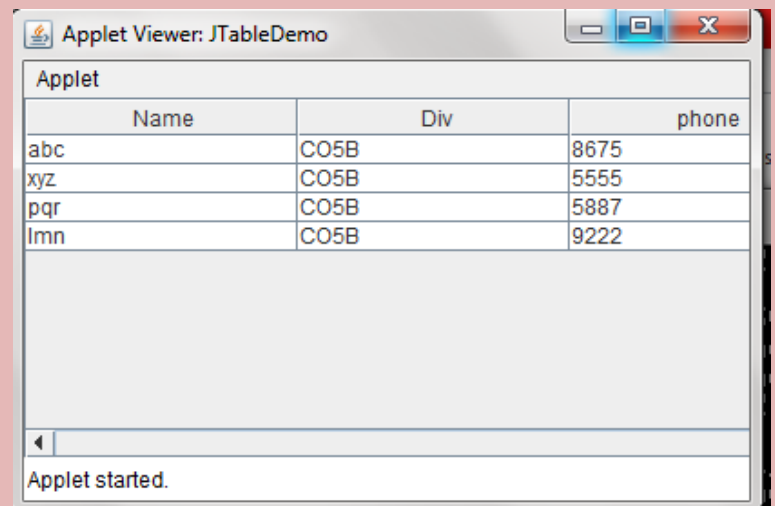 Applet Viewer: JTableDemo
Applet
Name Div phone
abc CO5B 8675
xyz CO5B 5555
pqr CO5B 5887
lmn CO5B 9222
Applet started.